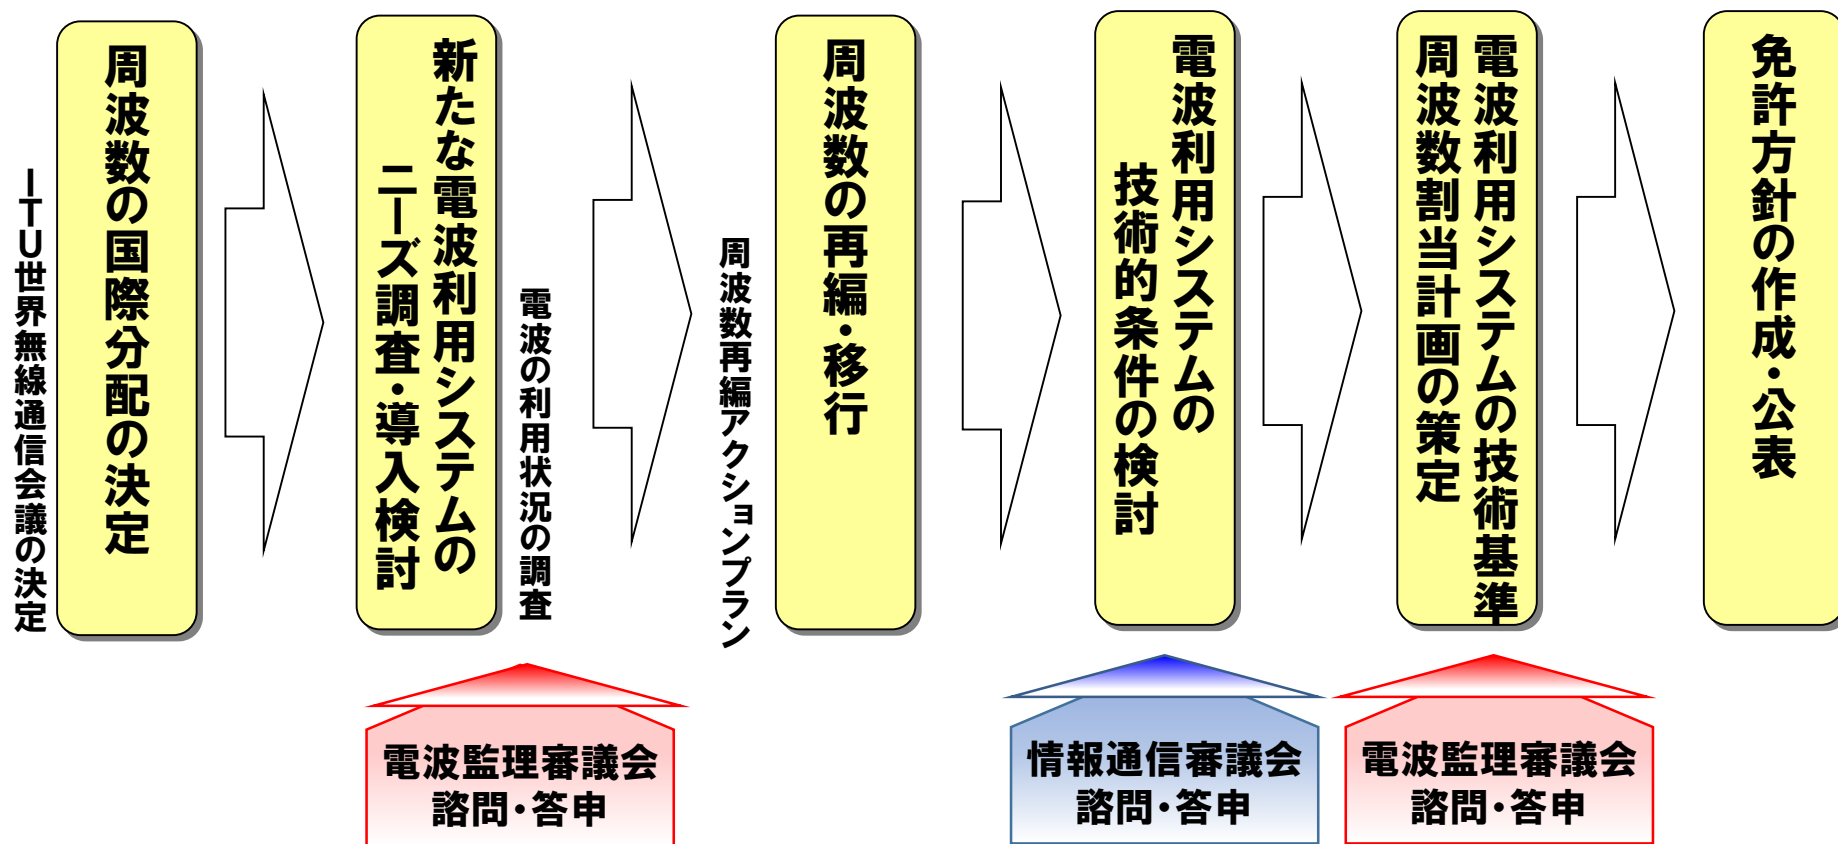 ITU世界無線通信会議の決定
周波数の国際分配の決定
新たな電波利用システムの
ニーズ調査・導入検討
電波の利用状況の調査
周波数再編アクションプラン
周波数の再編・移行
電波利用システムの
技術的条件の検討
電波利用システムの技術基準
周波数割当計画の策定
免許方針の作成・公表
電波監理審議会
諮問・答申
情報通信審議会
諮問・答申
電波監理審議会
諮問・答申